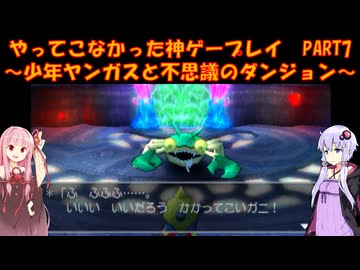 やってこなかった神ゲープレイ PART7
～少年ヤンガスと不思議のダンジョン～
＊「ふ ふふふ……。
いいい いいだろう かかってこいガニ！